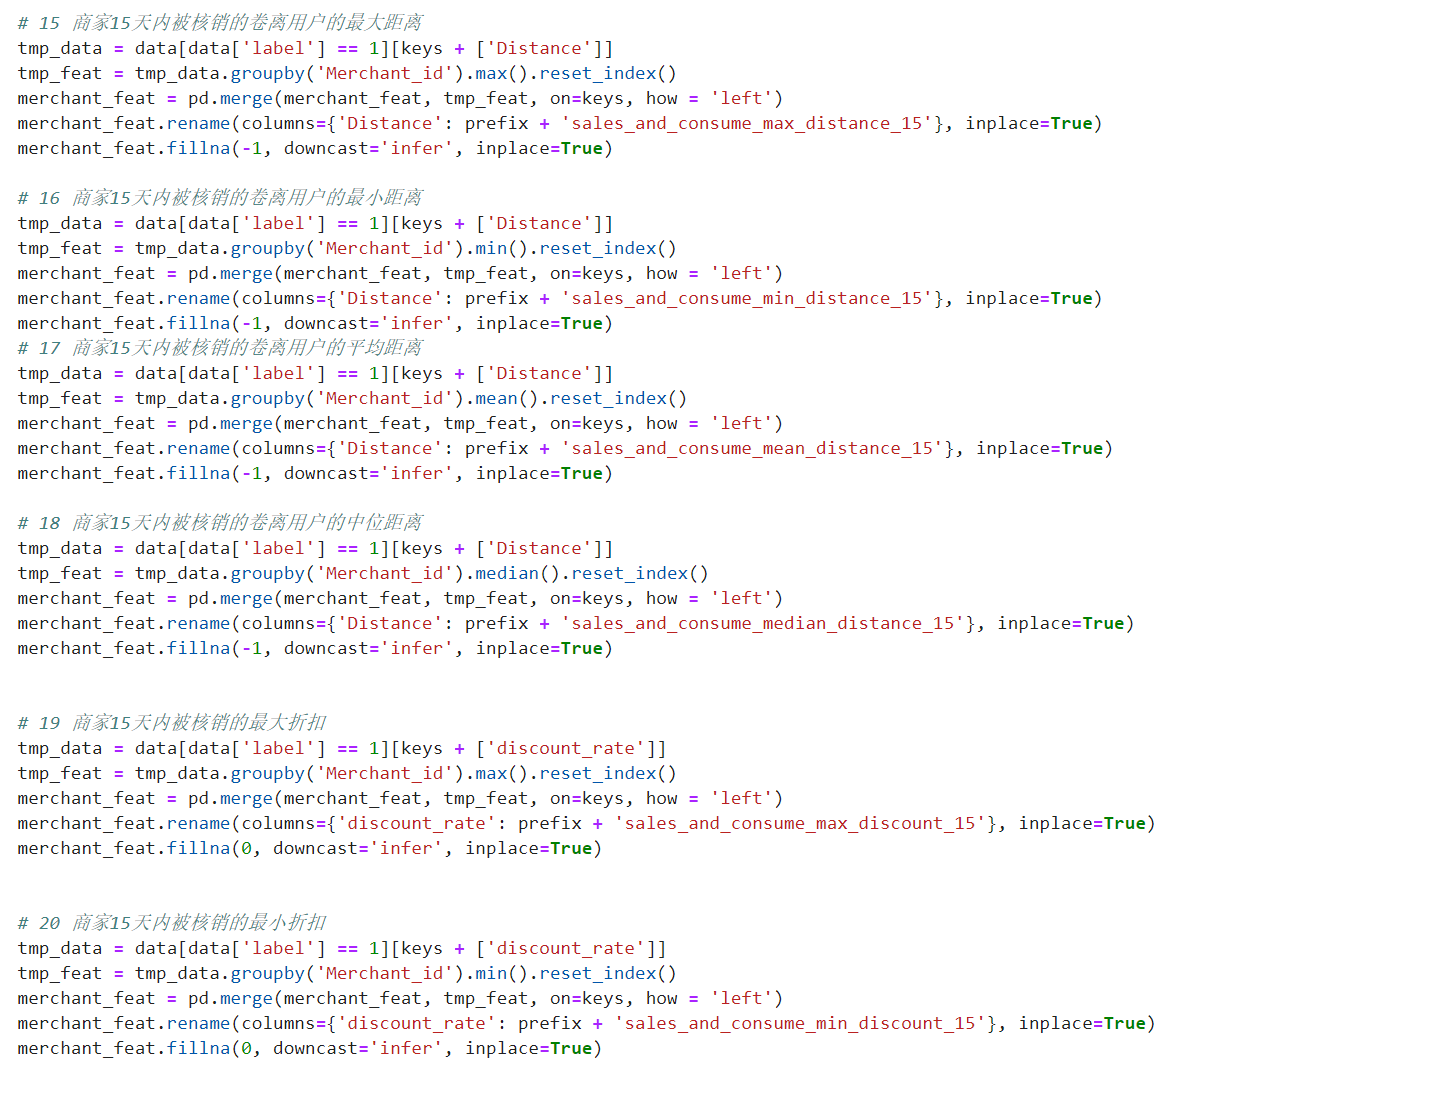 # 15 商家15天内被核销的卷离用户的最大距离
tmp_data = data[data['label'] == 1][keys + ['Distance']]
tmp_feat = tmp_data.groupby('Merchant_id').max().reset_index()
merchant_feat = pd.merge(merchant_feat, tmp_feat, on=keys, how = 'left')
merchant_feat.rename(columns={'Distance': prefix + 'sales_and_consume_max_distance_15'}, inplace=True)
merchant_feat.fillna(-1, downcast='infer', inplace=True)
# 16 商家15天内被核销的卷离用户的最小距离
tmp_data = data[data['label'] == 1][keys + ['Distance']]
tmp_feat = tmp_data.groupby('Merchant_id').min().reset_index()
merchant_feat = pd.merge(merchant_feat, tmp_feat, on=keys, how = 'left')
merchant_feat.rename(columns={'Distance': prefix + 'sales_and_consume_min_distance_15'}, inplace=True)
merchant_feat.fillna(-1, downcast='infer', inplace=True)
# 17 商家15天内被核销的卷离用户的平均距离
tmp_data = data[data['label'] == 1][keys + ['Distance']]
tmp_feat = tmp_data.groupby('Merchant_id').mean().reset_index()
merchant_feat = pd.merge(merchant_feat, tmp_feat, on=keys, how = 'left')
merchant_feat.rename(columns={'Distance': prefix + 'sales_and_consume_mean_distance_15'}, inplace=True)
merchant_feat.fillna(-1, downcast='infer', inplace=True)
# 18 商家15天内被核销的卷离用户的中位距离
tmp_data = data[data['label'] == 1][keys + ['Distance']]
tmp_feat = tmp_data.groupby('Merchant_id').median().reset_index()
merchant_feat = pd.merge(merchant_feat, tmp_feat, on=keys, how = 'left')
merchant_feat.rename(columns={'Distance': prefix + 'sales_and_consume_median_distance_15'}, inplace=True)
merchant_feat.fillna(-1, downcast='infer', inplace=True)
# 19 商家15天内被核销的最大折扣
tmp_data = data[data['label'] == 1][keys + ['discount_rate']]
tmp_feat = tmp_data.groupby('Merchant_id').max().reset_index()
merchant_feat = pd.merge(merchant_feat, tmp_feat, on=keys, how = 'left')
merchant_feat.rename(columns={'discount_rate': prefix + 'sales_and_consume_max_discount_15'}, inplace=True)
merchant_feat.fillna(0, downcast='infer', inplace=True)
# 20 商家15天内被核销的最小折扣
tmp_data = data[data['label'] == 1][keys + ['discount_rate']]
tmp_feat = tmp_data.groupby('Merchant_id').min().reset_index()
merchant_feat = pd.merge(merchant_feat, tmp_feat, on=keys, how = 'left')
merchant_feat.rename(columns={'discount_rate': prefix + 'sales_and_consume_min_discount_15'}, inplace=True)
merchant_feat.fillna(0, downcast='infer', inplace=True)